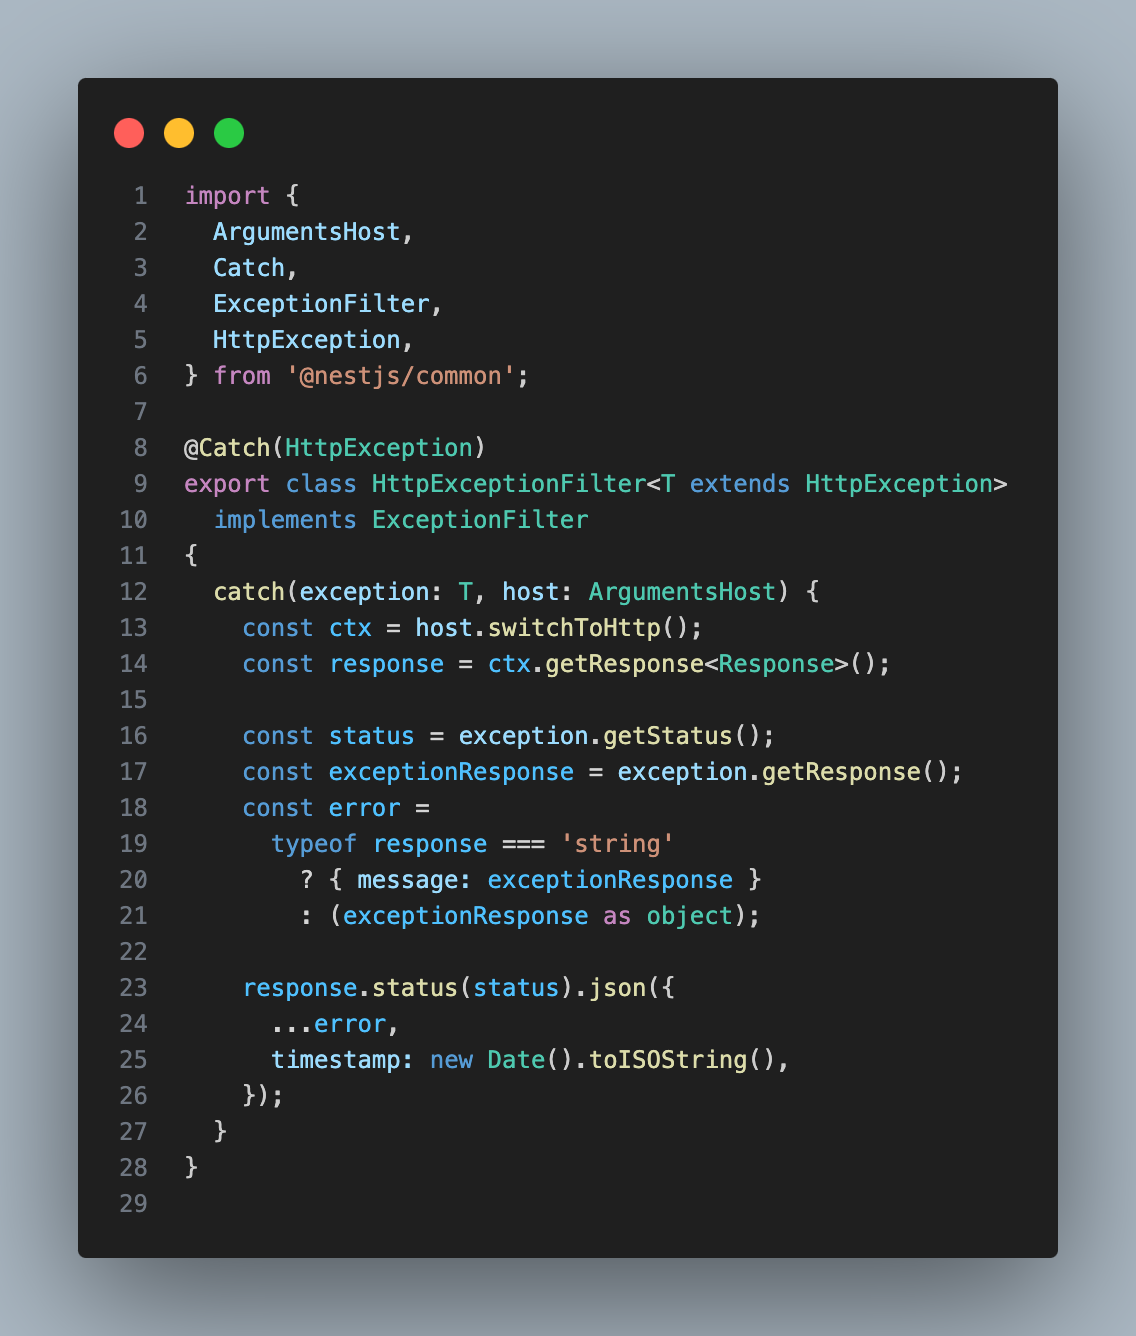 1 import {
2   ArgumentsHost,
3   Catch,
4   ExceptionFilter,
5   HttpException,
6 } from '@nestjs/common';
7
8 @Catch(HttpException)
9 export class HttpExceptionFilter<T extends HttpException>
10   implements ExceptionFilter
11 {
12   catch(exception: T, host: ArgumentsHost) {
13     const ctx = host.switchToHttp();
14     const response = ctx.getResponse<Response>();
15
16     const status = exception.getStatus();
17     const exceptionResponse = exception.getResponse();
18     const error =
19       typeof response === 'string'
20         ? { message: exceptionResponse }
21         : (exceptionResponse as object);
22
23     response.status(status).json({
24       ...error,
25       timestamp: new Date().toISOString(),
26     });
27   }
28 }
29